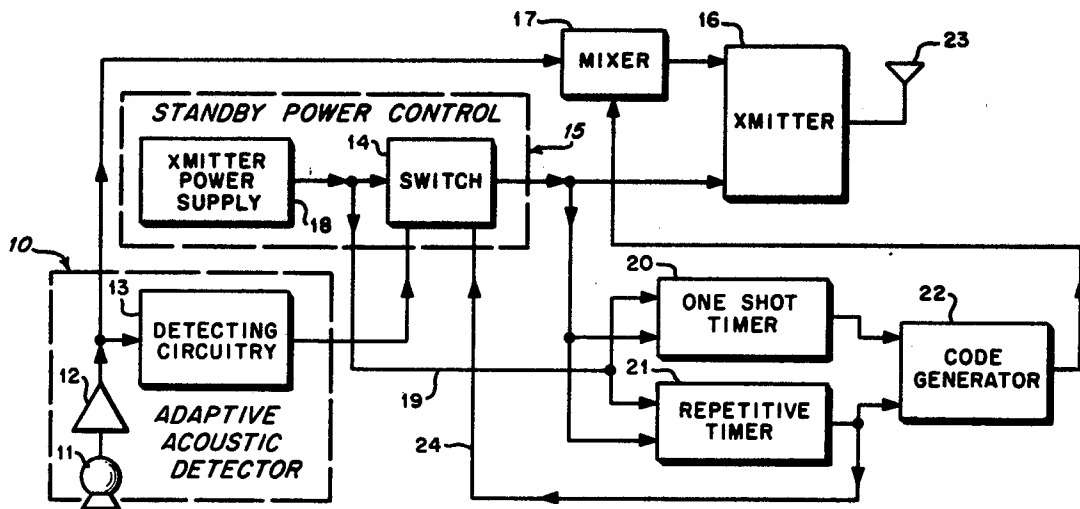 17
MIXER
16
XMITTER
23
STANDBY POWER CONTROL
15
XMITTER
POWER
SUPPLY
18
14
SWITCH
10
13
DETECTING
CIRCUITRY
12
11
ADAPTIVE
ACOUSTIC
DETECTOR
19
24
20
ONE SHOT
TIMER
21
REPETITIVE
TIMER
22
CODE
GENERATOR